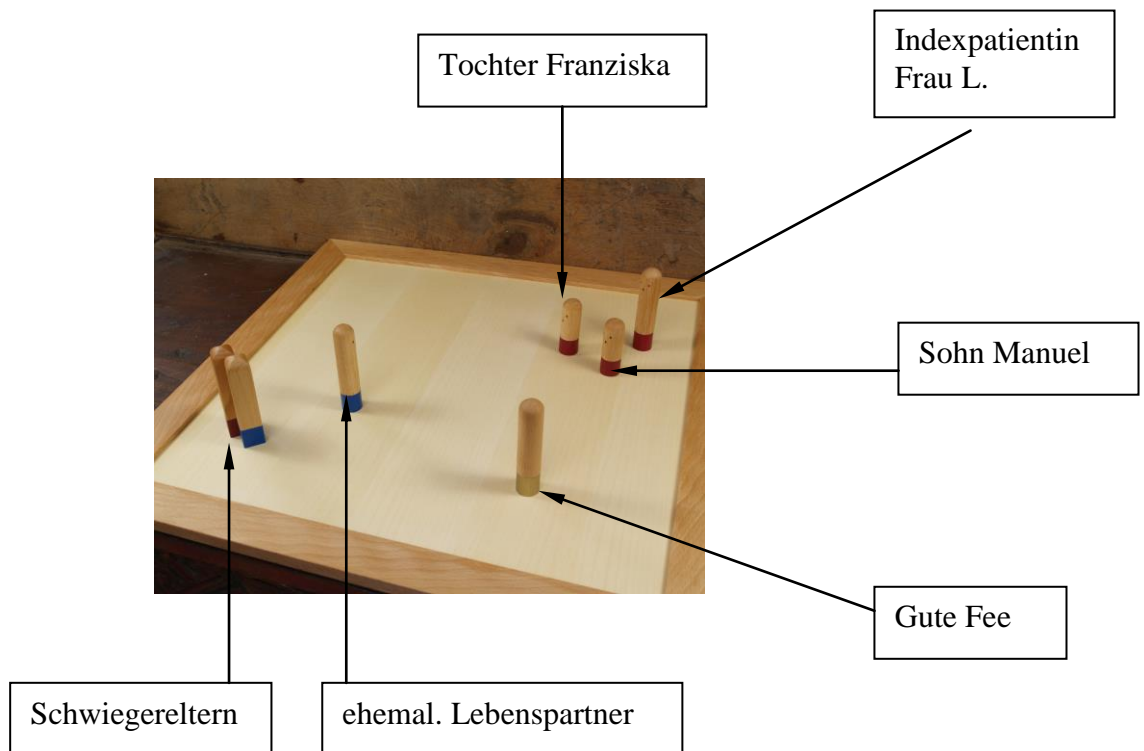 Indexpatientin
Frau L.
Tochter Franziska
Sohn Manuel
Gute Fee
Schwiegereltern
ehemal. Lebenspartner